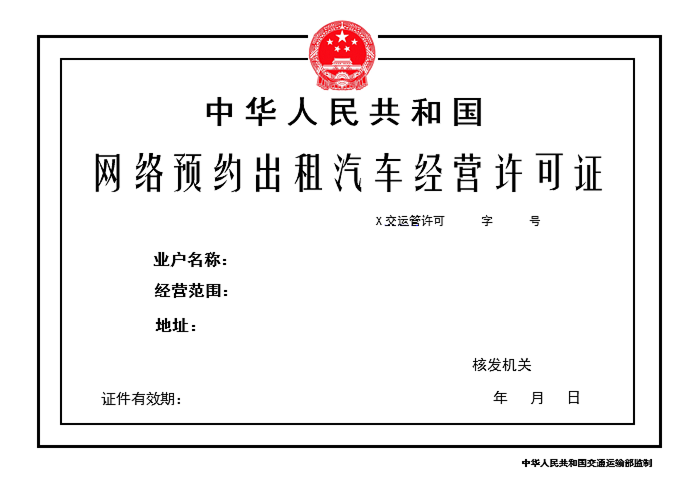 中华人民共和国
网络预约出租汽车经营许可证
X交运管许可 字 号
业户名称：
经营范围：
地址：
核发机关
证件有效期： 年 月 日
中华人民共和国交通运输部监制